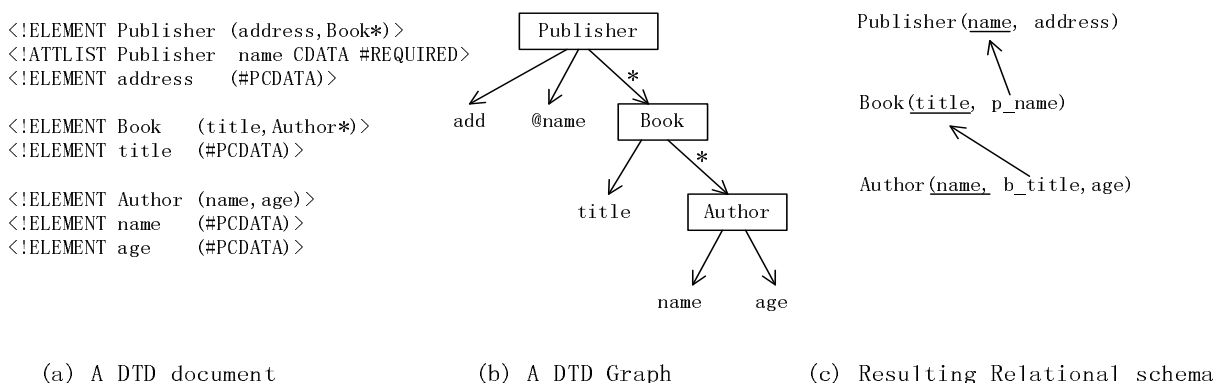 <!ELEMENT Publisher (address,Book*)>
<!ATTLIST Publisher name CDATA #REQUIRED>
<!ELEMENT address (#PCDATA)>
<!ELEMENT Book (title,Author*)>
<!ELEMENT title (#PCDATA)>
<!ELEMENT Author (name,age)>
<!ELEMENT name (#PCDATA)>
<!ELEMENT age (#PCDATA)>
(a) A DTD document
Publisher
*
add @name Book
*
title Author
name age
(b) A DTD Graph
Publisher(name, address)
Book(title, p_name)
Author(name, b_title,age)
(c) Resulting Relational schema